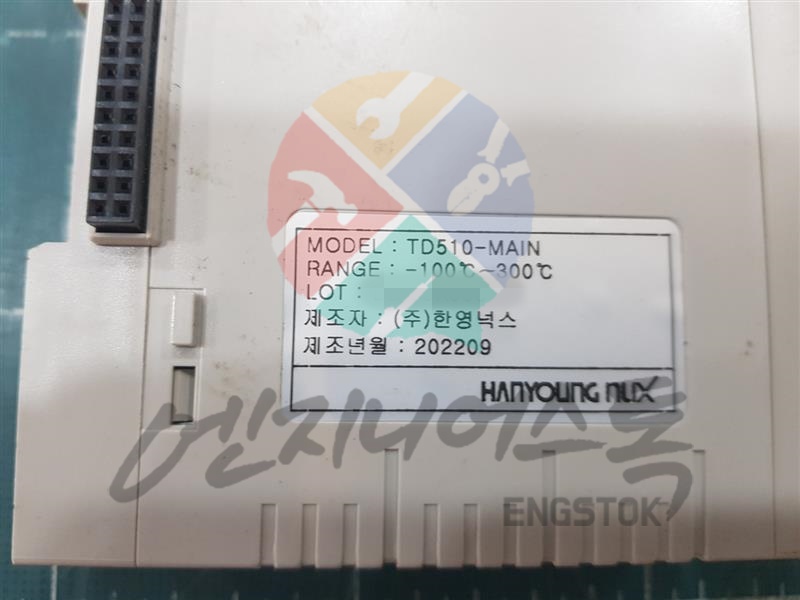 MODEL : TD510-MAIN
RANGE : -100℃~300℃
LOT :
제조자 : (주)한영넉스
제조년월 : 202209
HANYOUNG NUX
엔지니어스톡
ENGSTOK